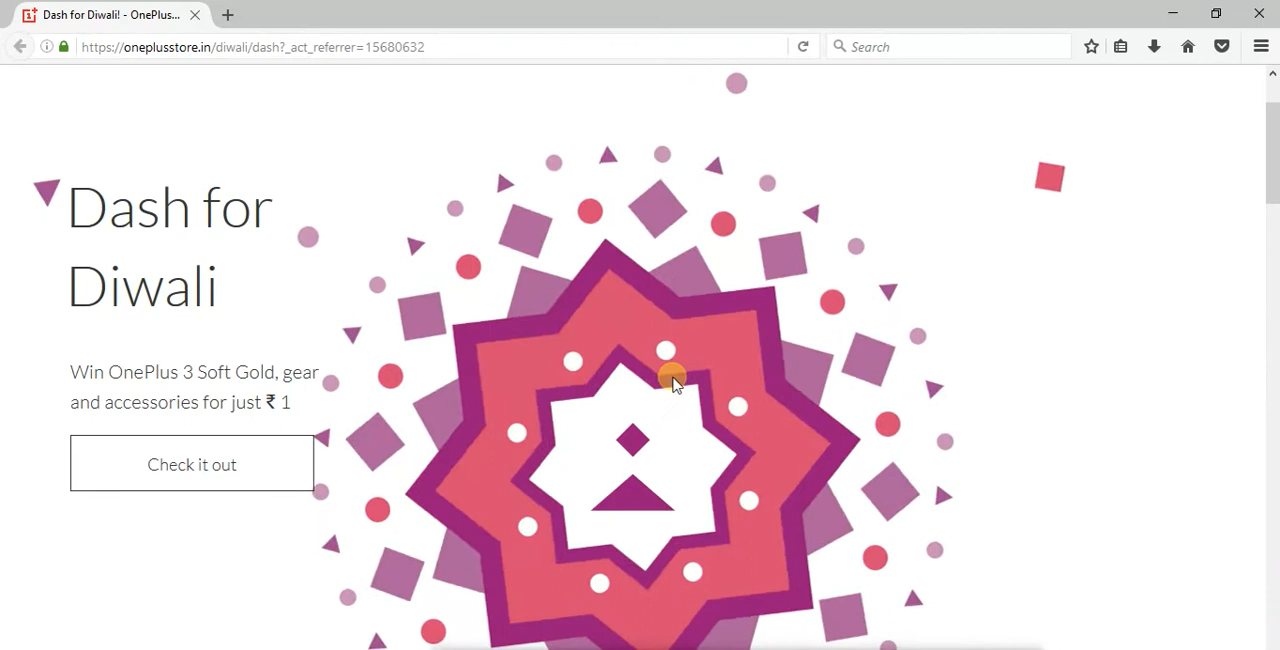 Dash for Diwali! - OnePlus...
https://oneplusstore.in/diwali/dash?_act_referrer=15680632
Search
Dash for
Diwali
Win OnePlus 3 Soft Gold, gear
and accessories for just ₹ 1
Check it out